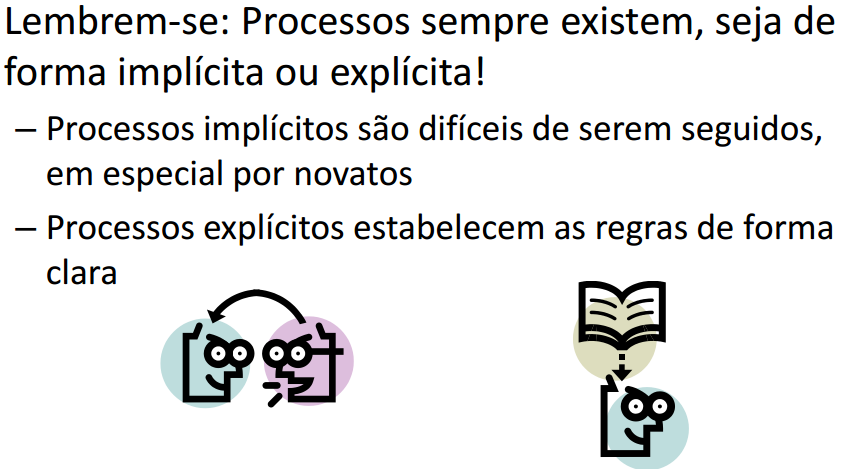 Lembrem-se: Processos sempre existem, seja de
forma implícita ou explícita!
– Processos implícitos são difíceis de serem seguidos,
em especial por novatos
– Processos explícitos estabelecem as regras de forma
clara